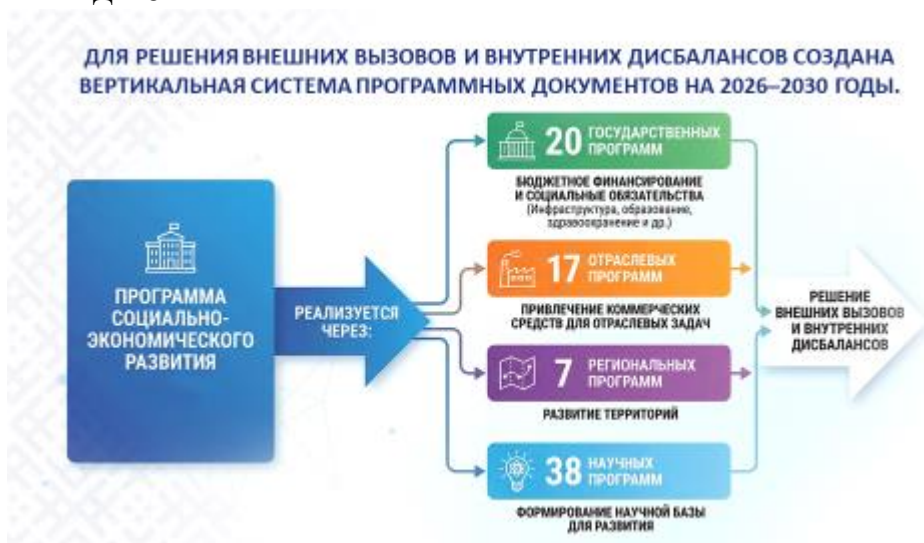 ДЛЯ РЕШЕНИЯ ВНЕШНИХ ВЫЗОВОВ И ВНУТРЕННИХ ДИСБАЛАНСОВ СОЗДАНА
ВЕРТИКАЛЬНАЯ СИСТЕМА ПРОГРАММНЫХ ДОКУМЕНТОВ НА 2026–2030 ГОДЫ.
ПРОГРАММА
СОЦИАЛЬНО-
ЭКОНОМИЧЕСКОГО
РАЗВИТИЯ
РЕАЛИЗУЕТСЯ
ЧЕРЕЗ:
20 ГОСУДАРСТВЕННЫХ
ПРОГРАММ
БЮДЖЕТНОЕ ФИНАНСИРОВАНИЕ
И СОЦИАЛЬНЫЕ ОБЯЗАТЕЛЬСТВА
(Инфраструктура, образование,
здравоохранение и др.)
17 ОТРАСЛЕВЫХ
ПРОГРАММ
ПРИВЛЕЧЕНИЕ КОММЕРЧЕСКИХ
СРЕДСТВ ДЛЯ ОТРАСЛЕВЫХ ЗАДАЧ
7 РЕГИОНАЛЬНЫХ
ПРОГРАММ
РАЗВИТИЕ ТЕРРИТОРИЙ
38 НАУЧНЫХ
ПРОГРАММ
ФОРМИРОВАНИЕ НАУЧНОЙ БАЗЫ
ДЛЯ РАЗВИТИЯ
РЕШЕНИЕ
ВНЕШНИХ ВЫЗОВОВ
И ВНУТРЕННИХ
ДИСБАЛАНСОВ